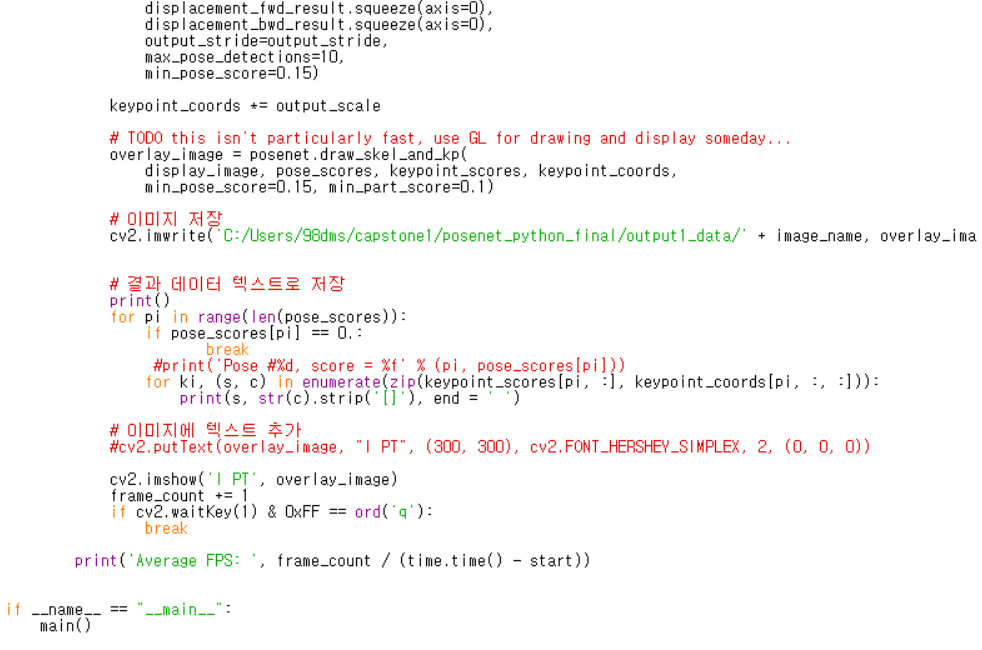 displacement_fwd_result.squeeze(axis=0),
displacement_bwd_result.squeeze(axis=0),
output_stride=output_stride,
max_pose_detections=10,
min_pose_score=0.15)
keypoint_coords *= output_scale
# TODO this isn't particularly fast, use GL for drawing and display someday...
overlay_image = posenet.draw_skel_and_kp(
display_image, pose_scores, keypoint_scores, keypoint_coords,
min_pose_score=0.15, min_part_score=0.1)
# 이미지 저장
cv2.imwrite('C:/Users/98dms/capstone1/posenet_python_final/output1_data/' + image_name, overlay_ima
# 결과 데이터 텍스트로 저장
print()
for pi in range(len(pose_scores)):
if pose_scores[pi] == 0.:
break
#print('Pose #%d, score = %f' % (pi, pose_scores[pi]))
for ki, (s, c) in enumerate(zip(keypoint_scores[pi, :], keypoint_coords[pi, :, :])):
print(s, str(c).strip('[]'), end = ' ')
# 이미지에 텍스트 추가
#cv2.putText(overlay_image, "I PT", (300, 300), cv2.FONT_HERSHEY_SIMPLEX, 2, (0, 0, 0))
cv2.imshow('I PT', overlay_image)
frame_count += 1
if cv2.waitKey(1) & 0xFF == ord('q'):
break
print('Average FPS: ', frame_count / (time.time() - start))
if __name__ == "__main__":
main()